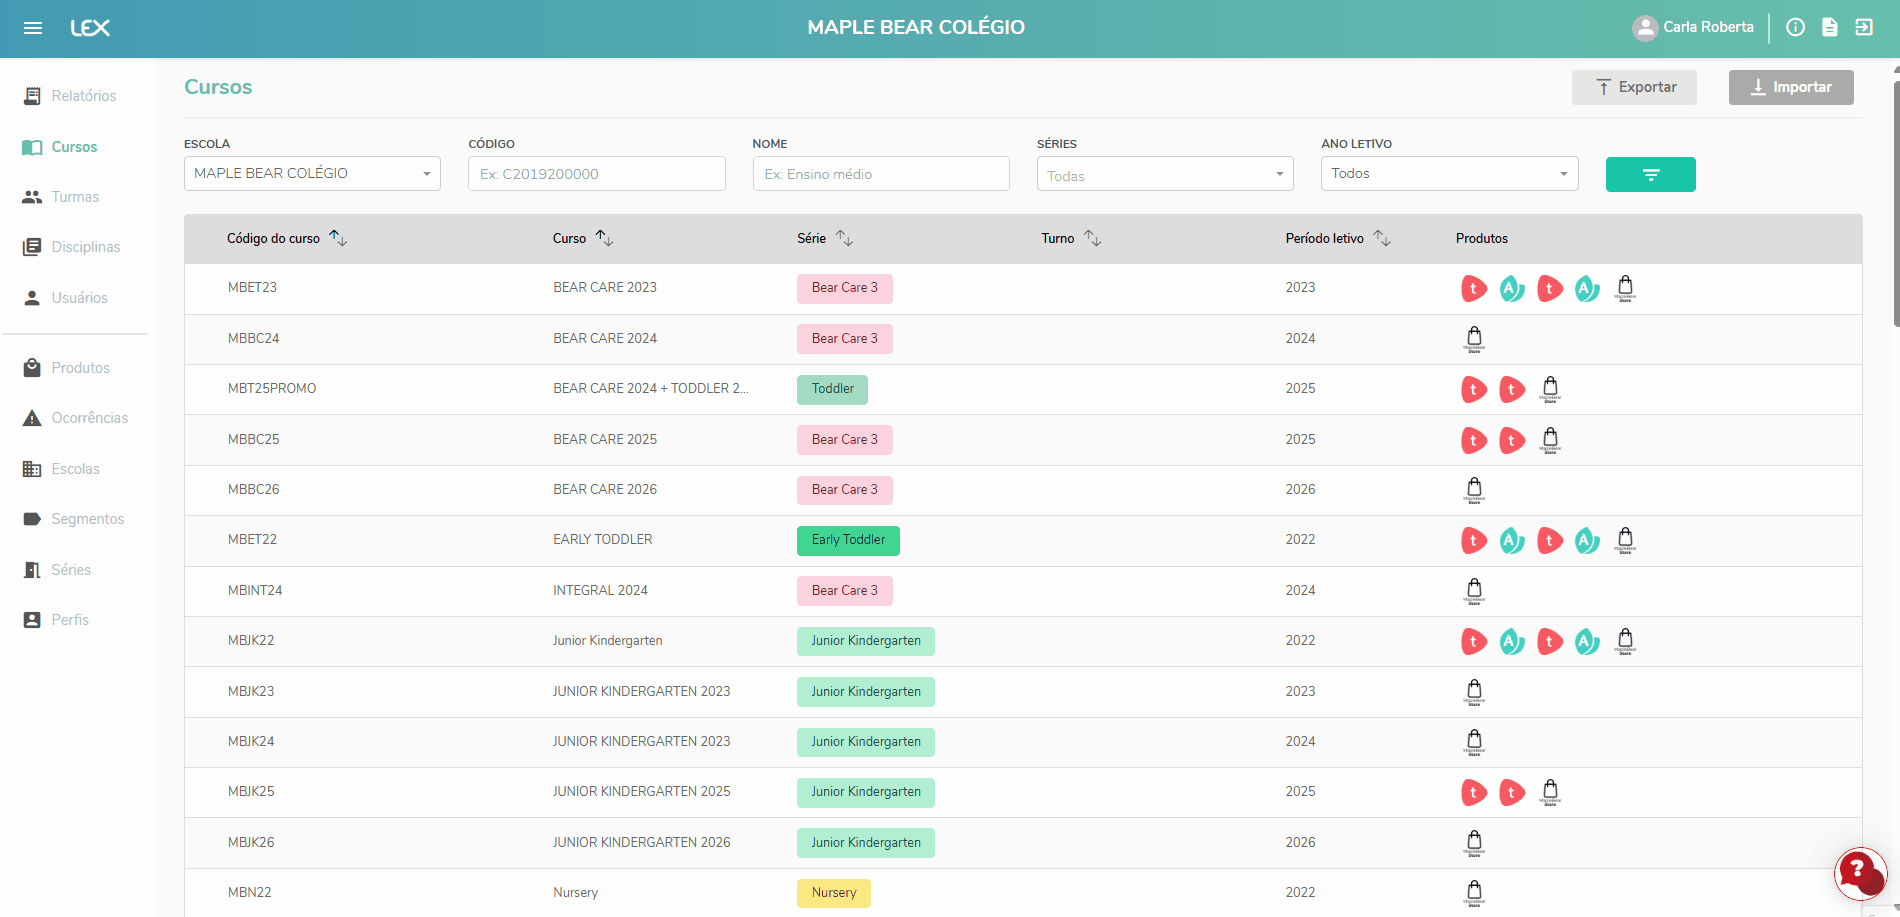 LEX
MAPLE BEAR COLÉGIO
Carla Roberta
Relatórios
Cursos
Turmas
Disciplinas
Usuários
Produtos
Ocorrências
Escolas
Segmentos
Séries
Perfis
Cursos
Exportar
Importar
ESCOLA
CÓDIGO
NOME
SÉRIES
ANO LETIVO
MAPLE BEAR COLÉGIO
Ex: C2019200000
Ex: Ensino médio
Todas
Todos
Código do curso Curso Série Turno Período letivo Produtos
MBET23 BEAR CARE 2023 Bear Care 3 2023 t A t A
MBBC24 BEAR CARE 2024 Bear Care 3 2024
MBT25PROMO BEAR CARE 2024 + TODDLER 2... Toddler 2025 t t
MBBC25 BEAR CARE 2025 Bear Care 3 2025 t t
MBBC26 BEAR CARE 2026 Bear Care 3 2026
MBET22 EARLY TODDLER Early Toddler 2022 t A t A
MBINT24 INTEGRAL 2024 Bear Care 3 2024
MBJK22 Junior Kindergarten Junior Kindergarten 2022 t A t A
MBJK23 JUNIOR KINDERGARTEN 2023 Junior Kindergarten 2023
MBJK24 JUNIOR KINDERGARTEN 2023 Junior Kindergarten 2024
MBJK25 JUNIOR KINDERGARTEN 2025 Junior Kindergarten 2025 t t
MBJK26 JUNIOR KINDERGARTEN 2026 Junior Kindergarten 2026
MBN22 Nursery Nursery 2022
?